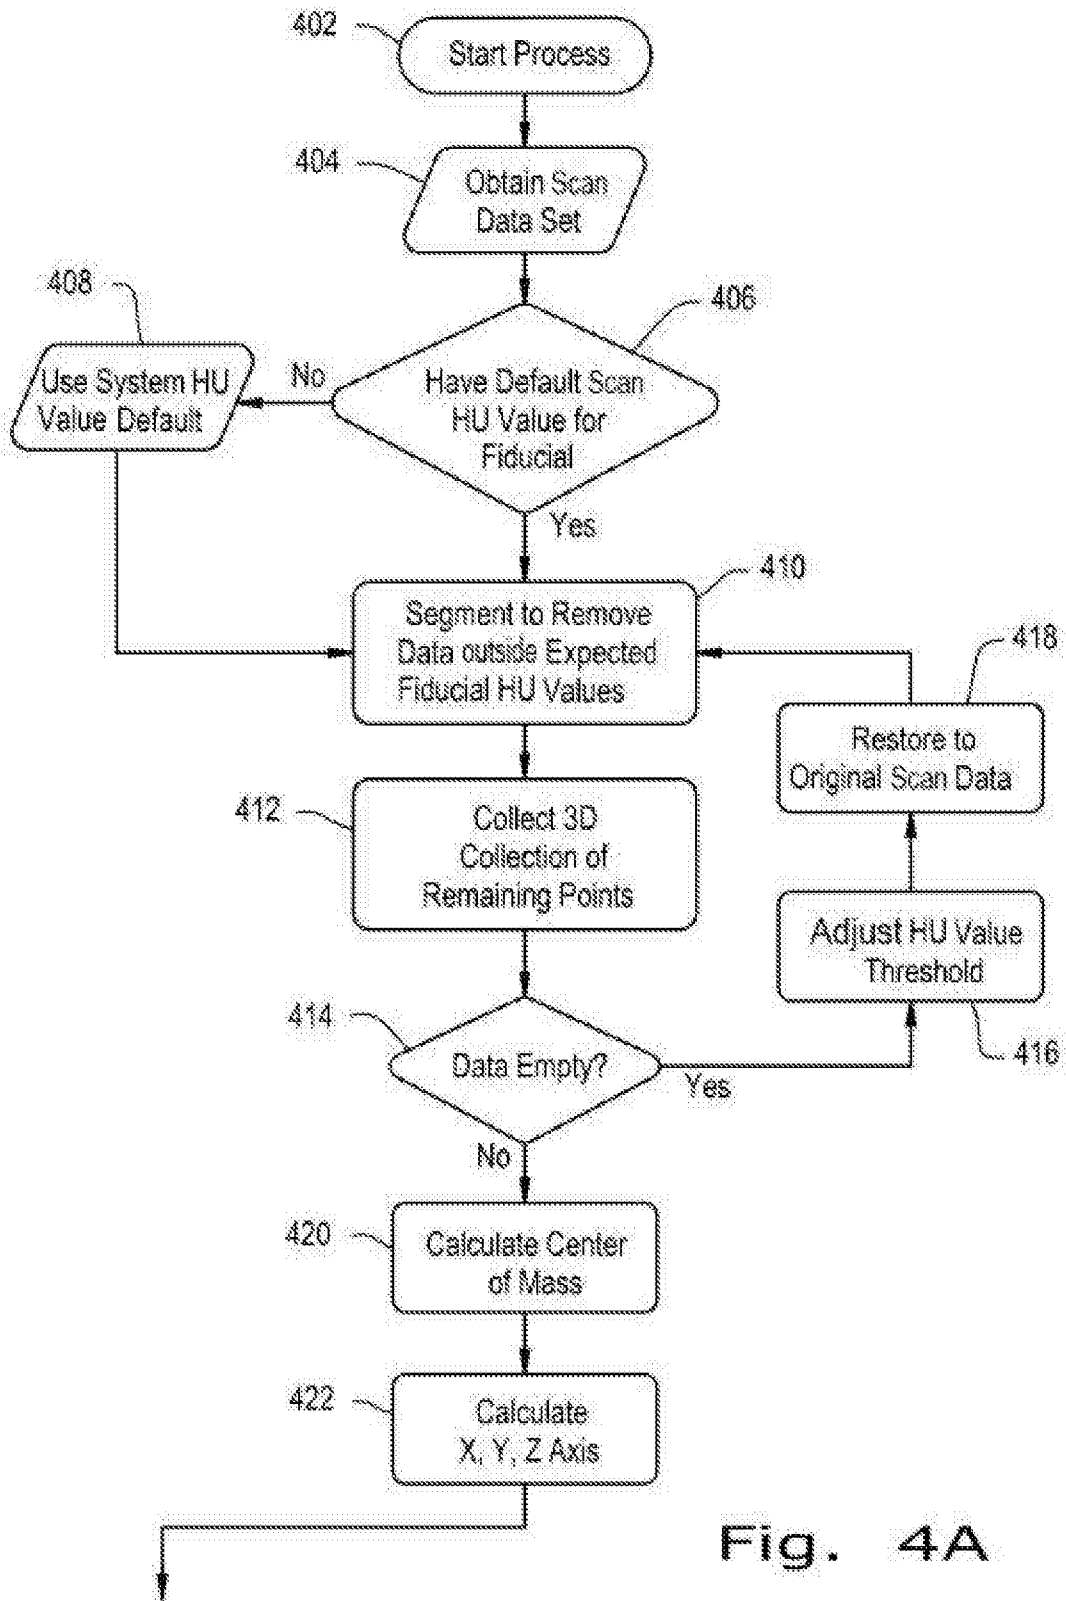 402
Start Process
404
Obtain Scan
Data Set
408
406
Use System HU
Value Default
No
Have Default Scan
HU Value for
Fiducial
Yes
410
Segment to Remove
Data outside Expected
Fiducial HU Values
418
Restore to
Original Scan Data
412
Collect 3D
Collection of
Remaining Points
Adjust HU Value
Threshold
414
Data Empty?
Yes
416
No
420
Calculate Center
of Mass
422
Calculate
X, Y, Z Axis
Fig. 4A